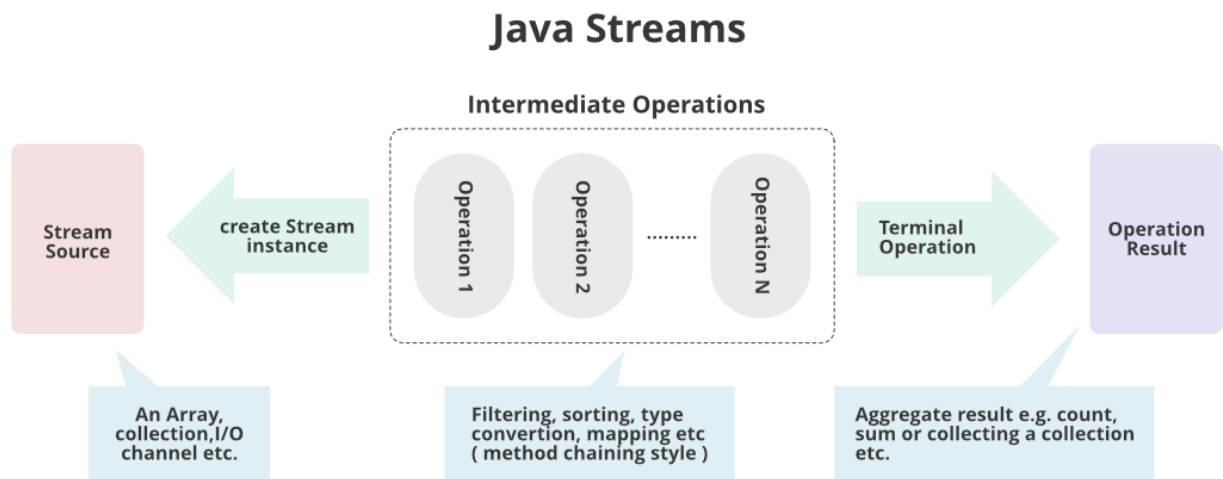 Java Streams
Intermediate Operations
Stream
Source
create Stream
instance
Operation 1
Operation 2
.........
Operation N
Terminal
Operation
Operation
Result
An Array,
collection,I/O
channel etc.
Filtering, sorting, type
convertion, mapping etc
( method chaining style )
Aggregate result e.g. count,
sum or collecting a collection
etc.